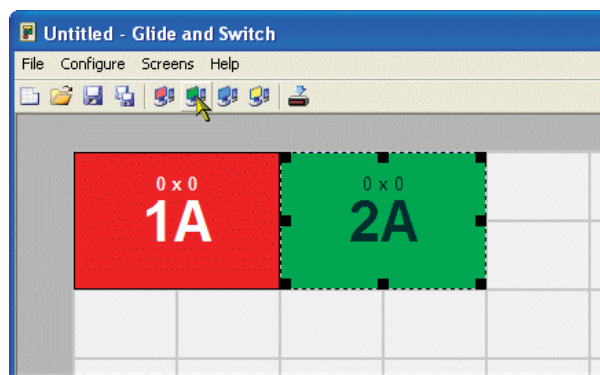 Untitled - Glide and Switch
File Configure Screens Help
0 x 0 0 x 0
1A 2A